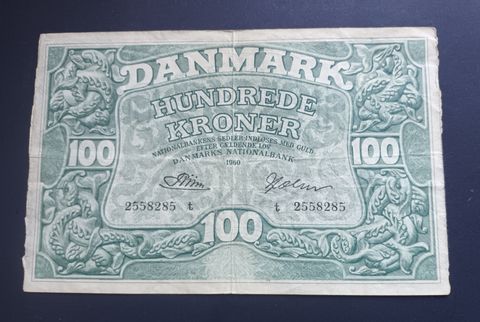 DANMARK
HUNDREDE
KRONER
NATIONALBANKENS SEDLER INDLØSES MED GULD
EFTER GÆLDENDE LOV
DANMARKS NATIONALBANK
1960
100 100
2558285 t t 2558285
100